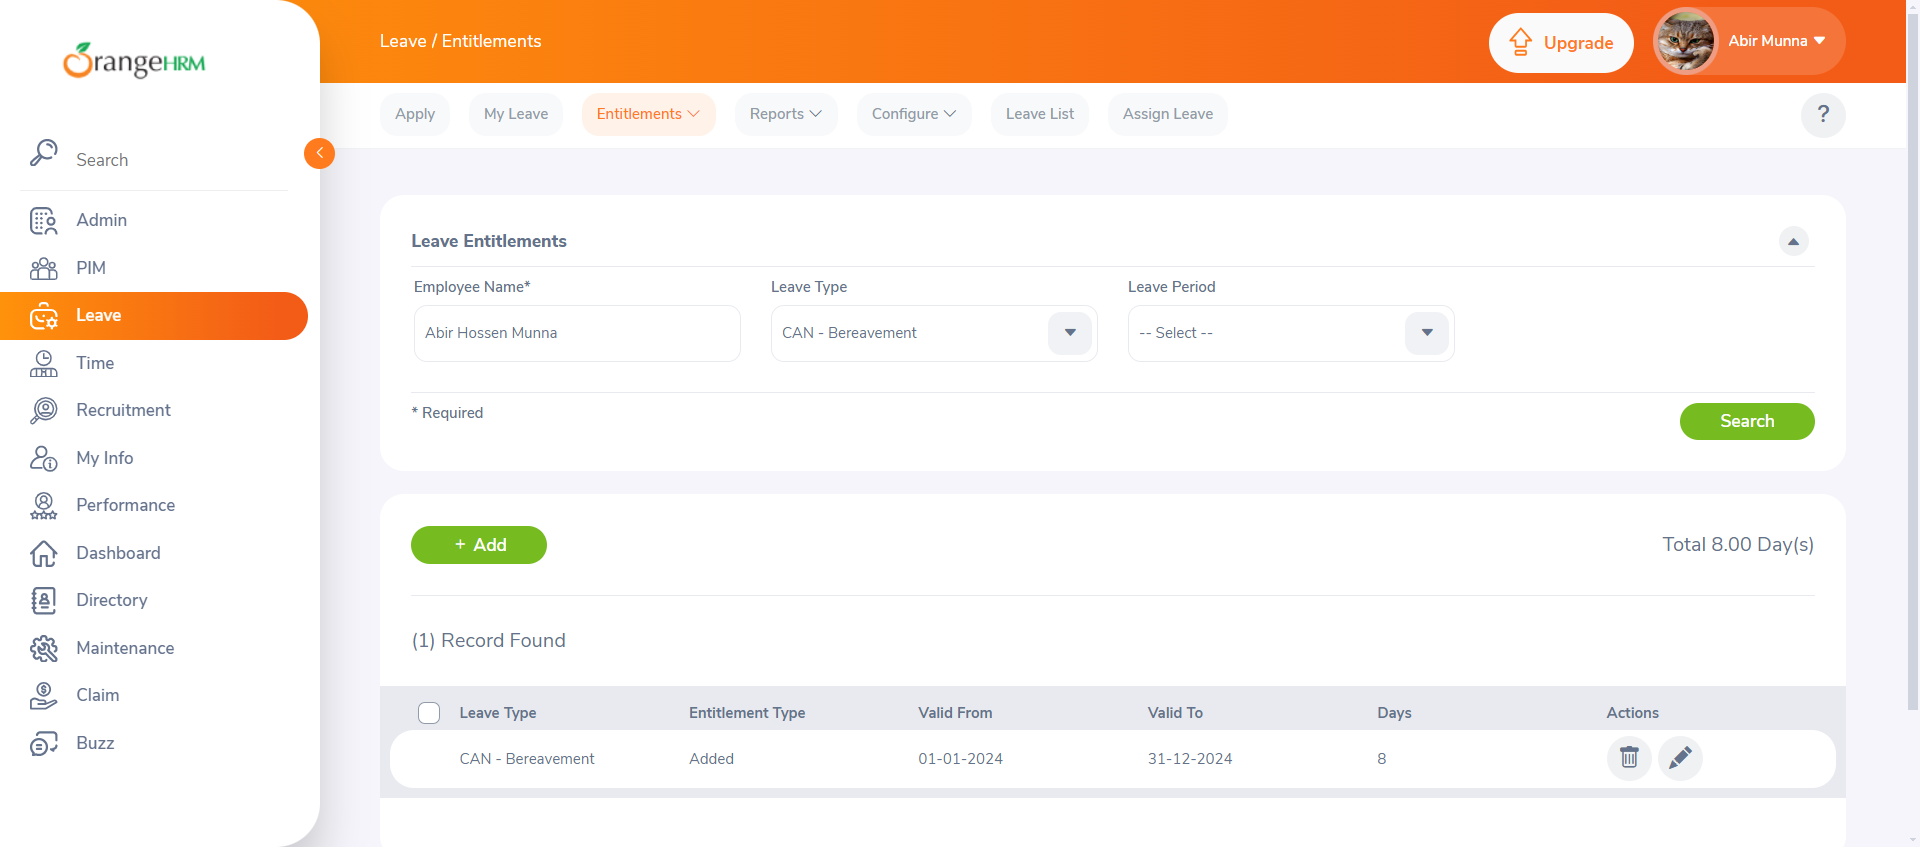 OrangeHRM
Search
Admin
PIM
Leave
Time
Recruitment
My Info
Performance
Dashboard
Directory
Maintenance
Claim
Buzz
Leave / Entitlements
Upgrade
Abir Munna
Apply
My Leave
Entitlements
Reports
Configure
Leave List
Assign Leave
?
Leave Entitlements
Employee Name*
Leave Type
Leave Period
Abir Hossen Munna
CAN - Bereavement
-- Select --
* Required
Search
+ Add
Total 8.00 Day(s)
(1) Record Found
Leave Type
Entitlement Type
Valid From
Valid To
Days
Actions
CAN - Bereavement
Added
01-01-2024
31-12-2024
8